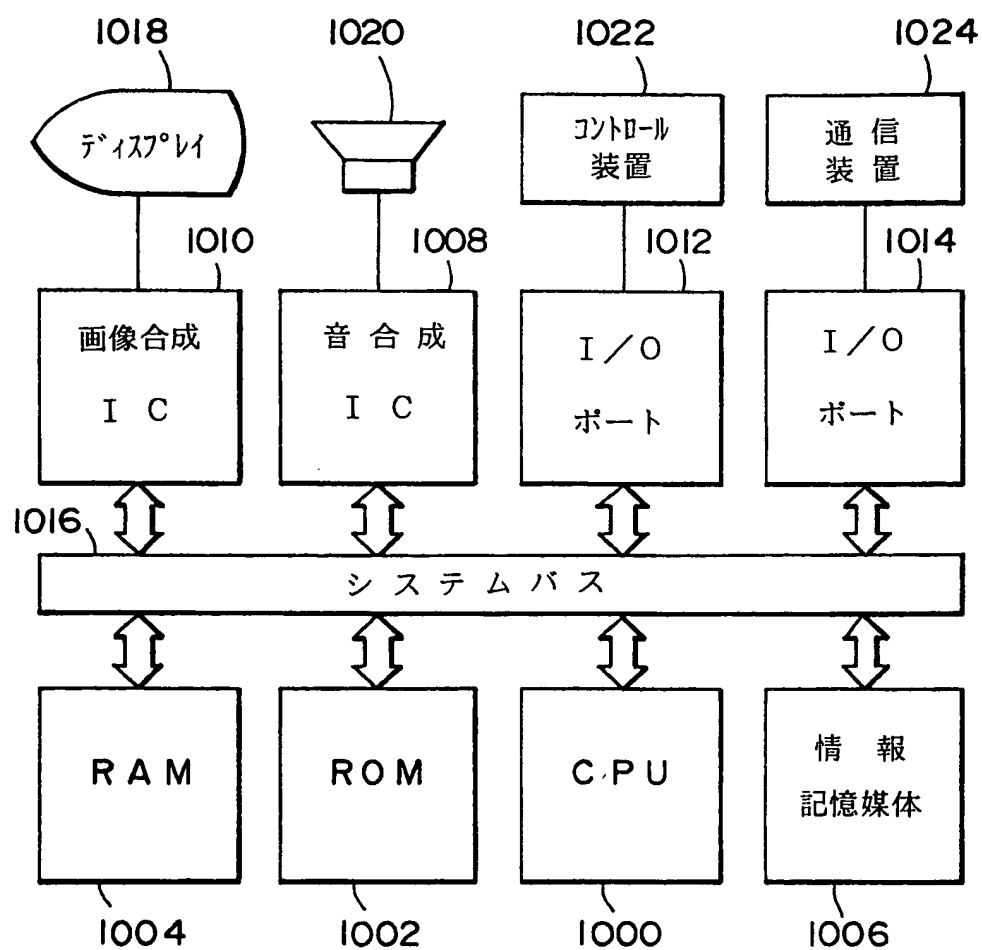 1018
1020
1022
1024
ディスプレイ
コントロール
装置
通信
装置
1010
1008
1012
1014
画像合成
IC
音合成
IC
I/O
ポート
I/O
ポート
1016
システムバス
RAM
ROM
CPU
情報
記憶媒体
1004
1002
1000
1006